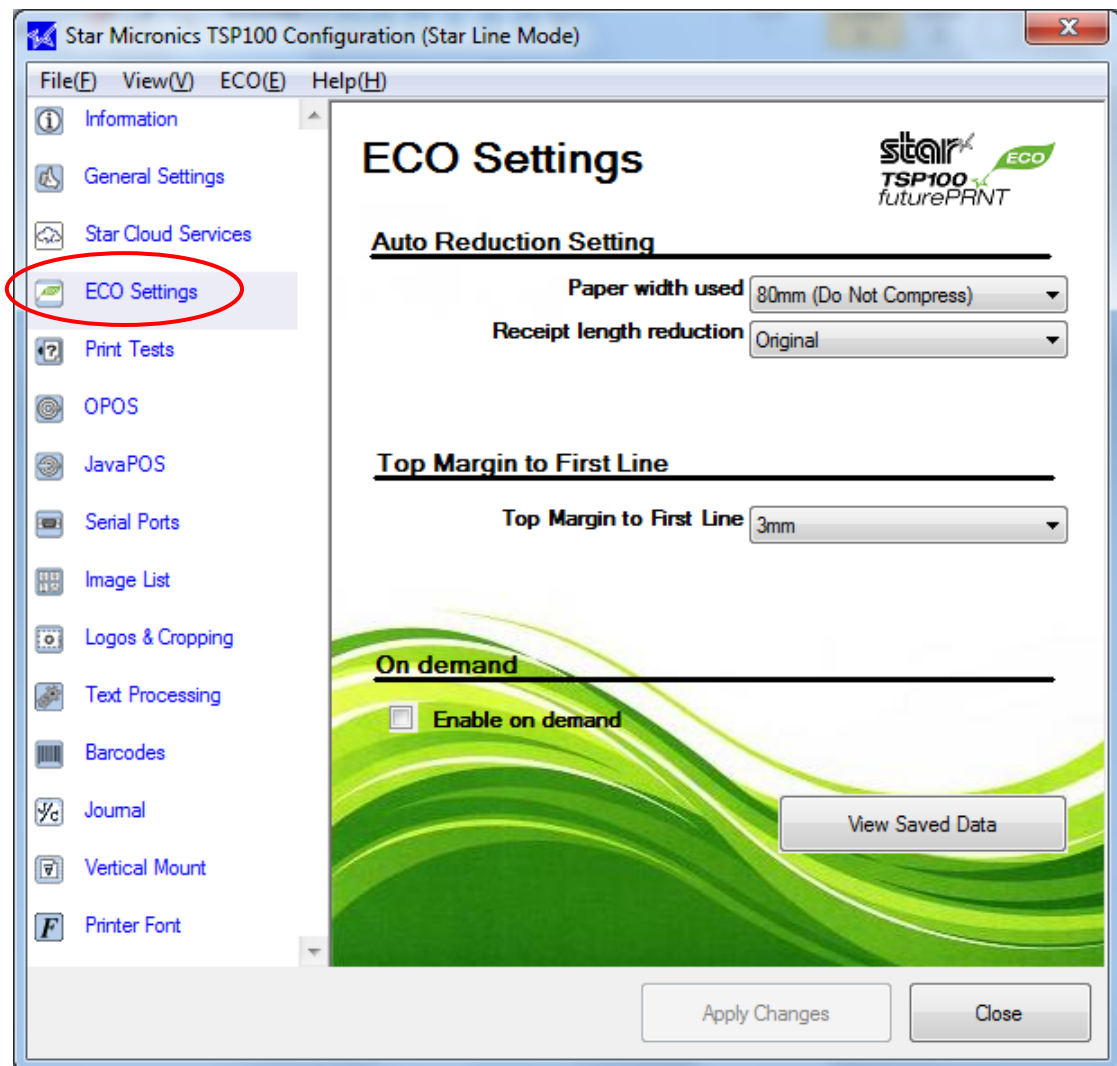 Star Micronics TSP100 Configuration (Star Line Mode)
x
File(F) View(V) ECO(E) Help(H)
Information
General Settings
Star Cloud Services
ECO Settings
Print Tests
OPOS
JavaPOS
Serial Ports
Image List
Logos & Cropping
Text Processing
Barcodes
Journal
Vertical Mount
F Printer Font
ECO Settings
star ECO
TSP100
futurePRNT
Auto Reduction Setting
Paper width used 80mm (Do Not Compress)
Receipt length reduction Original
Top Margin to First Line
Top Margin to First Line 3mm
On demand
Enable on demand
View Saved Data
Apply Changes Close